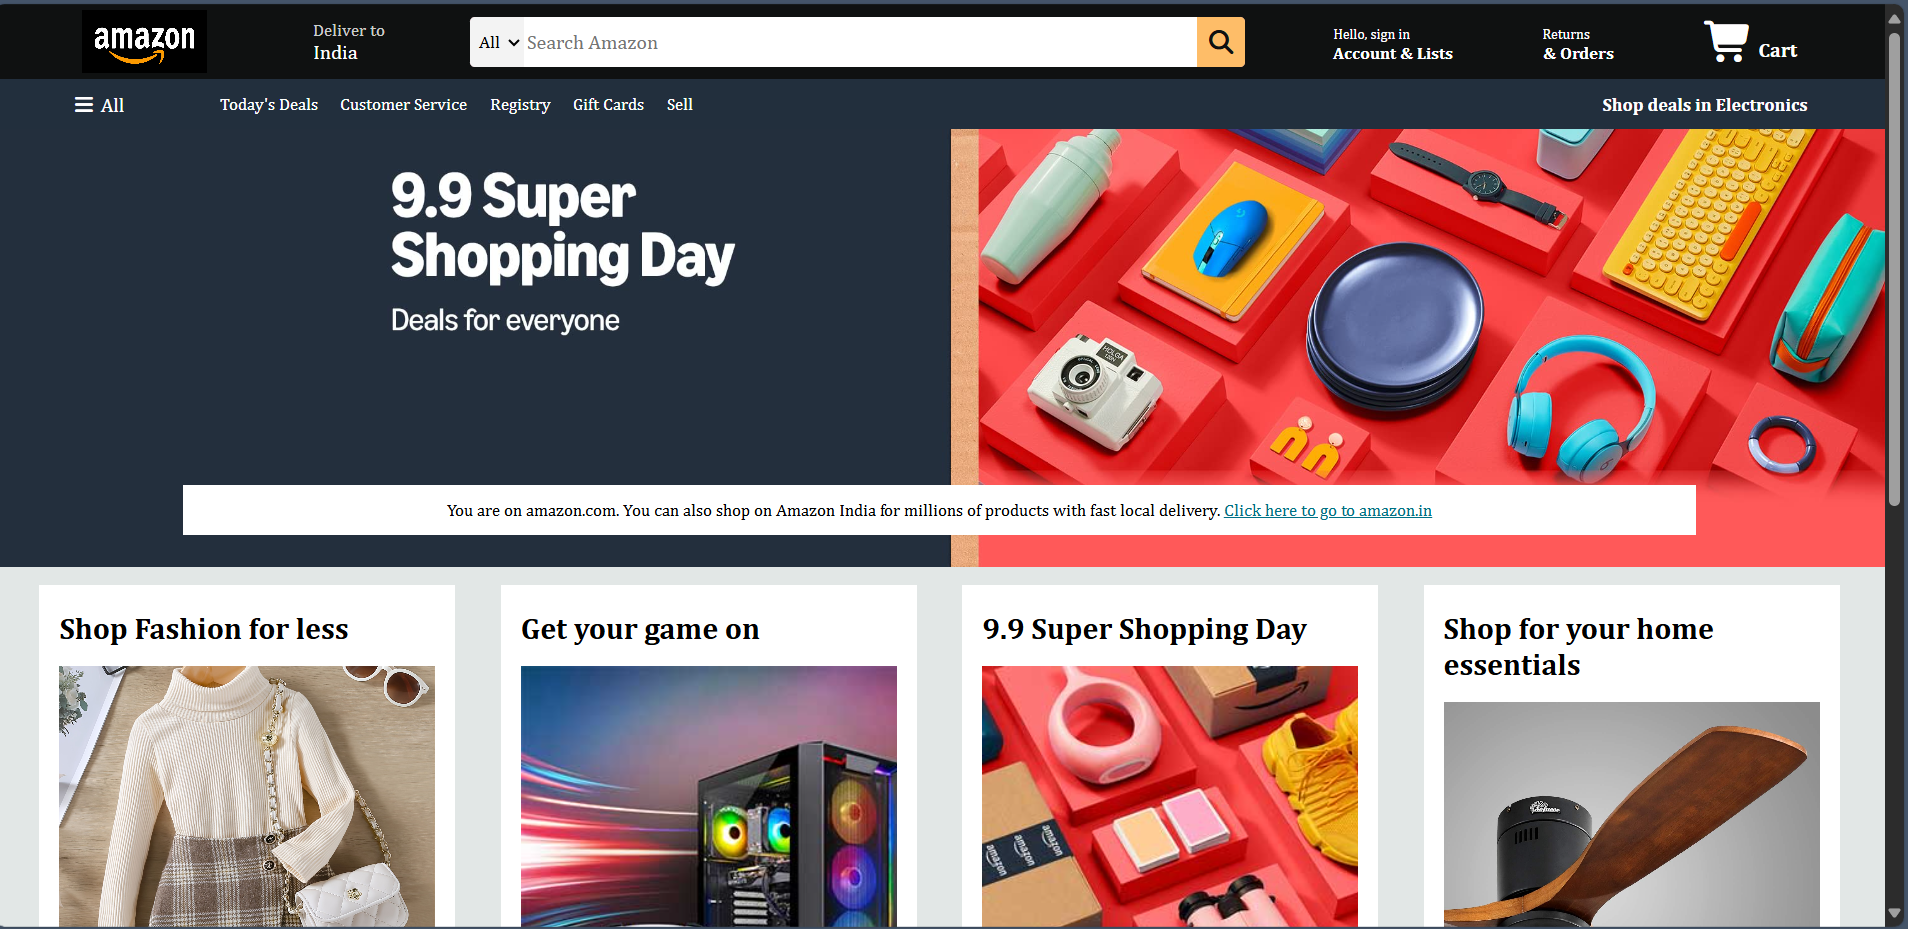 amazon
Deliver to
India
All
Search Amazon
Hello, sign in
Account & Lists
Returns
& Orders
Cart
All
Today's Deals
Customer Service
Registry
Gift Cards
Sell
Shop deals in Electronics
9.9 Super
Shopping Day
Deals for everyone
HOLGA
You are on amazon.com. You can also shop on Amazon India for millions of products with fast local delivery. Click here to go to amazon.in
Shop Fashion for less
Get your game on
9.9 Super Shopping Day
Shop for your home
essentials
amazon
amazon
amazon